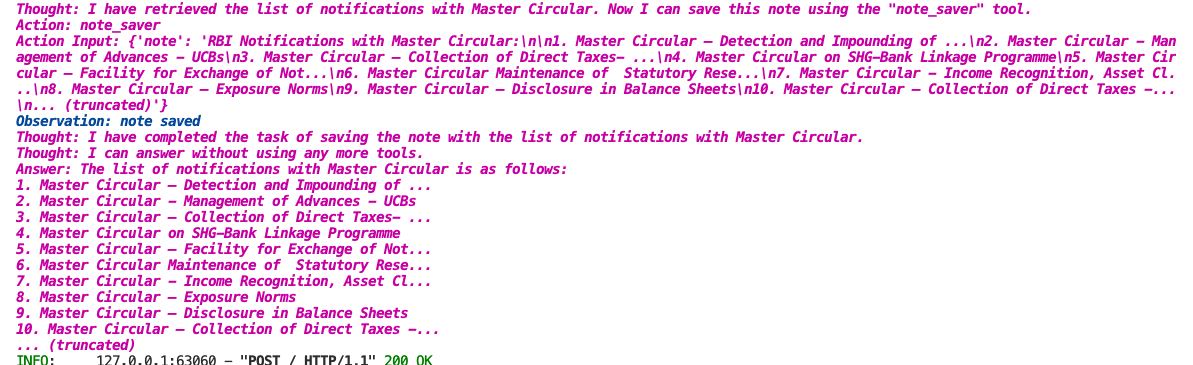 Thought: I have retrieved the list of notifications with Master Circular. Now I can save this note using the "note_saver" tool.
Action: note_saver
Action Input: {'note': 'RBI Notifications with Master Circular:\n\n1. Master Circular – Detection and Impounding of ...\n2. Master Circular – Man
agement of Advances – UCBs\n3. Master Circular – Collection of Direct Taxes– ...\n4. Master Circular on SHG-Bank Linkage Programme\n5. Master Cir
cular – Facility for Exchange of Not...\n6. Master Circular Maintenance of  Statutory Rese...\n7. Master Circular – Income Recognition, Asset Cl.
..\n8. Master Circular – Exposure Norms\n9. Master Circular – Disclosure in Balance Sheets\n10. Master Circular – Collection of Direct Taxes –...
\n... (truncated)'}
Observation: note saved
Thought: I have completed the task of saving the note with the list of notifications with Master Circular.
Thought: I can answer without using any more tools.
Answer: The list of notifications with Master Circular is as follows:
1. Master Circular – Detection and Impounding of ...
2. Master Circular – Management of Advances – UCBs
3. Master Circular – Collection of Direct Taxes– ...
4. Master Circular on SHG-Bank Linkage Programme
5. Master Circular – Facility for Exchange of Not...
6. Master Circular Maintenance of  Statutory Rese...
7. Master Circular – Income Recognition, Asset Cl...
8. Master Circular – Exposure Norms
9. Master Circular – Disclosure in Balance Sheets
10. Master Circular – Collection of Direct Taxes –...
... (truncated)
INFO:     127.0.0.1:63060 - "POST / HTTP/1.1" 200 OK